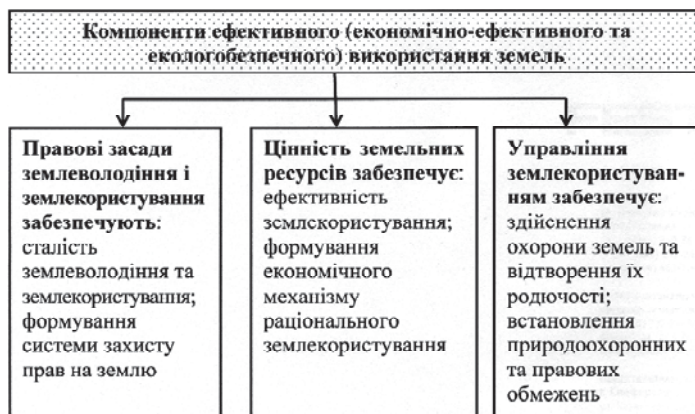 Компоненти ефективного (економічно-ефективного та
екологобезпечного) використання земель
Правові засади
землеволодіння і
землекористування
забезпечують:
сталість
землеволодіння та
землекористування;
формування
системи захисту
прав на землю
Цінність земельних
ресурсів забезпечує:
ефективність
землекористування;
формування
економічного
механізму
раціонального
землекористування
Управління
землекористуван-
ням забезпечує:
здійснення
охорони земель та
відтворення їх
родючості;
встановлення
природоохоронних
та правових
обмежень